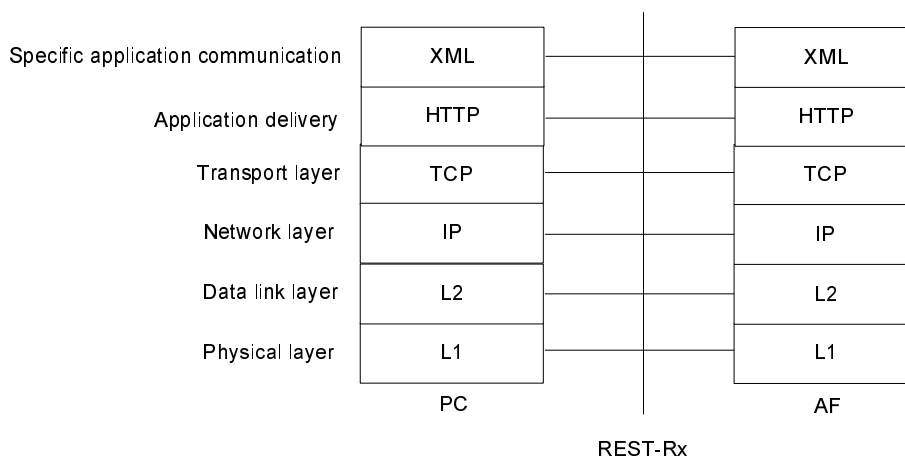 Specific application communication XML XML
Application delivery HTTP HTTP
Transport layer TCP TCP
Network layer IP IP
Data link layer L2 L2
Physical layer L1 L1
PC AF
REST-Rx